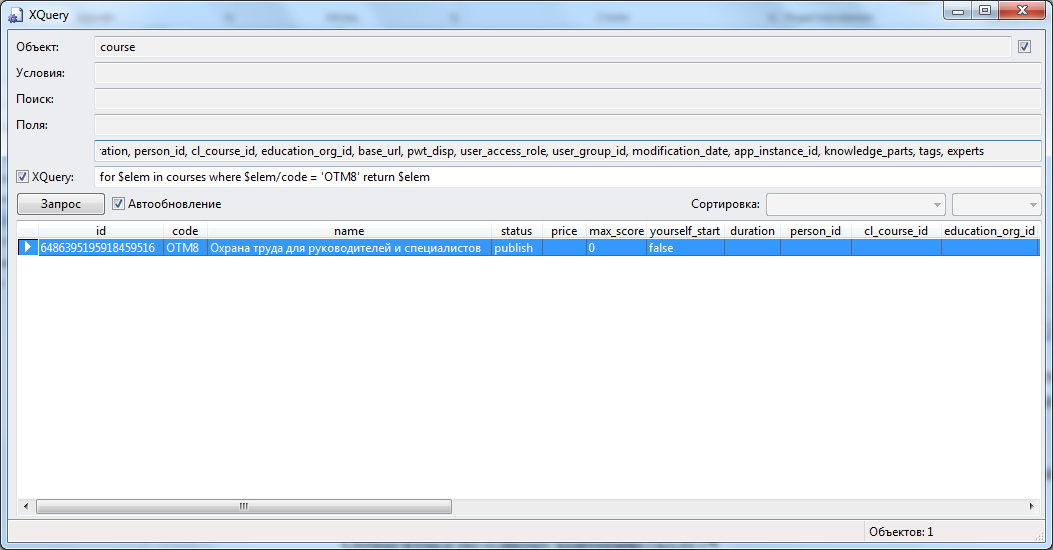 XQuery
Объект: course
Условия:
Поиск:
Поля:
ration, person_id, cl_course_id, education_org_id, base_url, pwt_disp, user_access_role, user_group_id, modification_date, app_instance_id, knowledge_parts, tags, experts
XQuery: for $elem in courses where $elem/code = 'OTM8' return $elem
Запрос Автообновление Сортировка:
id code name status price max_score yourself_start duration person_id cl_course_id education_org_id
6486395195918459516 OTM8 Охрана труда для руководителей и специалистов publish 0 false
Объектов: 1